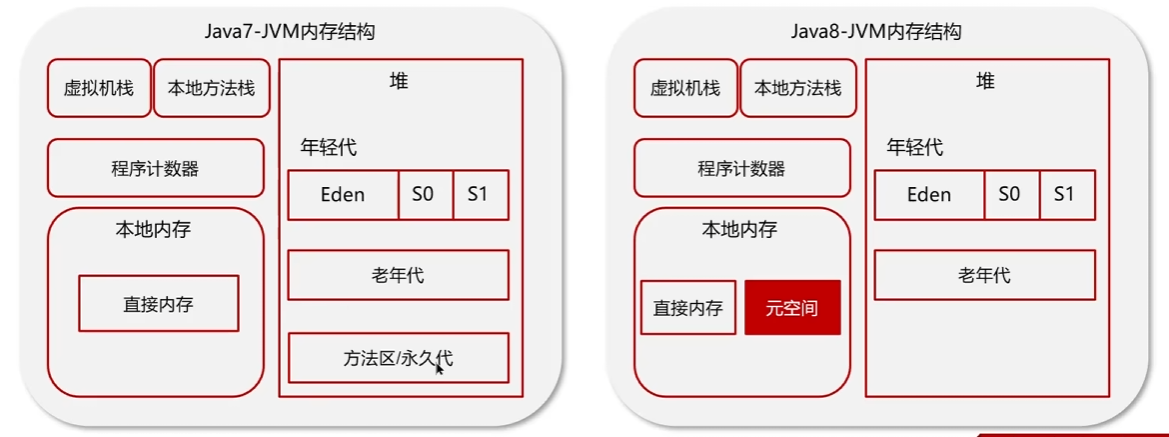 Java7-JVM内存结构
虚拟机栈
本地方法栈
堆
程序计数器
年轻代
Eden
S0
S1
本地内存
直接内存
老年代
方法区/永久代
Java8-JVM内存结构
虚拟机栈
本地方法栈
堆
程序计数器
年轻代
Eden
S0
S1
本地内存
直接内存
元空间
老年代